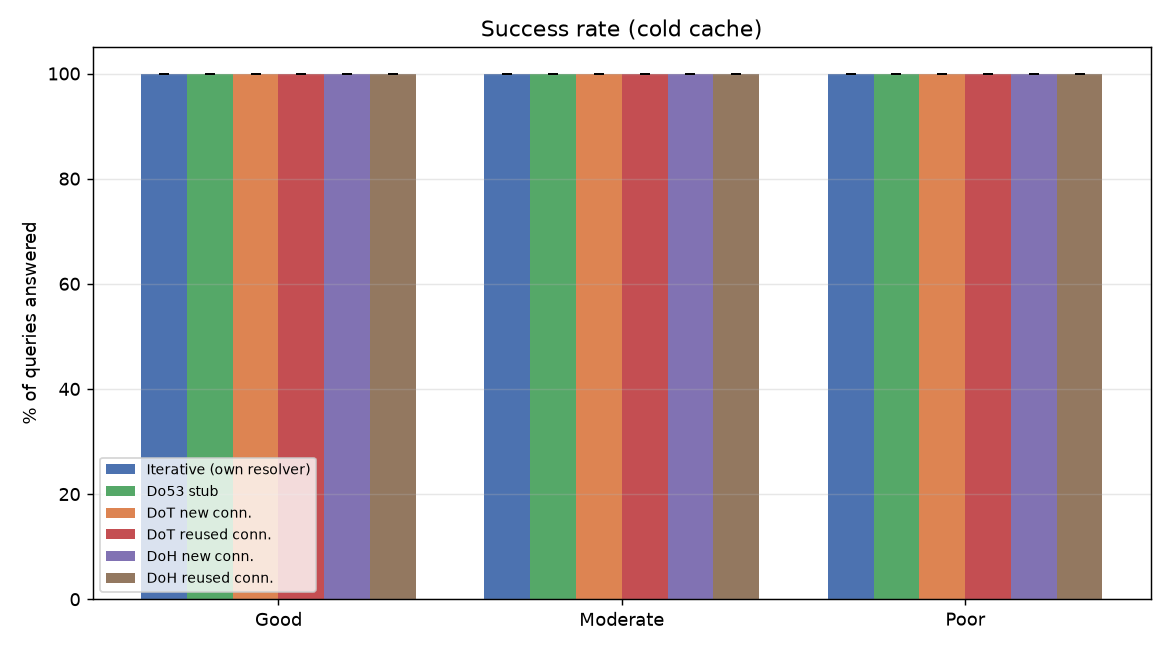 Success rate (cold cache)
% of queries answered
100
80
60
40
20
0
Iterative (own resolver)
Do53 stub
DoT new conn.
DoT reused conn.
DoH new conn.
DoH reused conn.
Good Moderate Poor